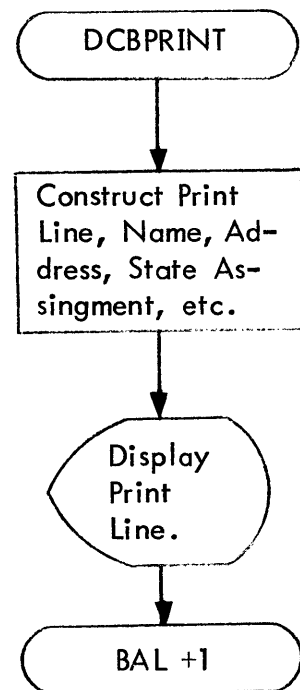 DCBPRINT
Construct Print
Line, Name, Ad-
dress, State As-
singment, etc.
Display
Print
Line.
BAL +1